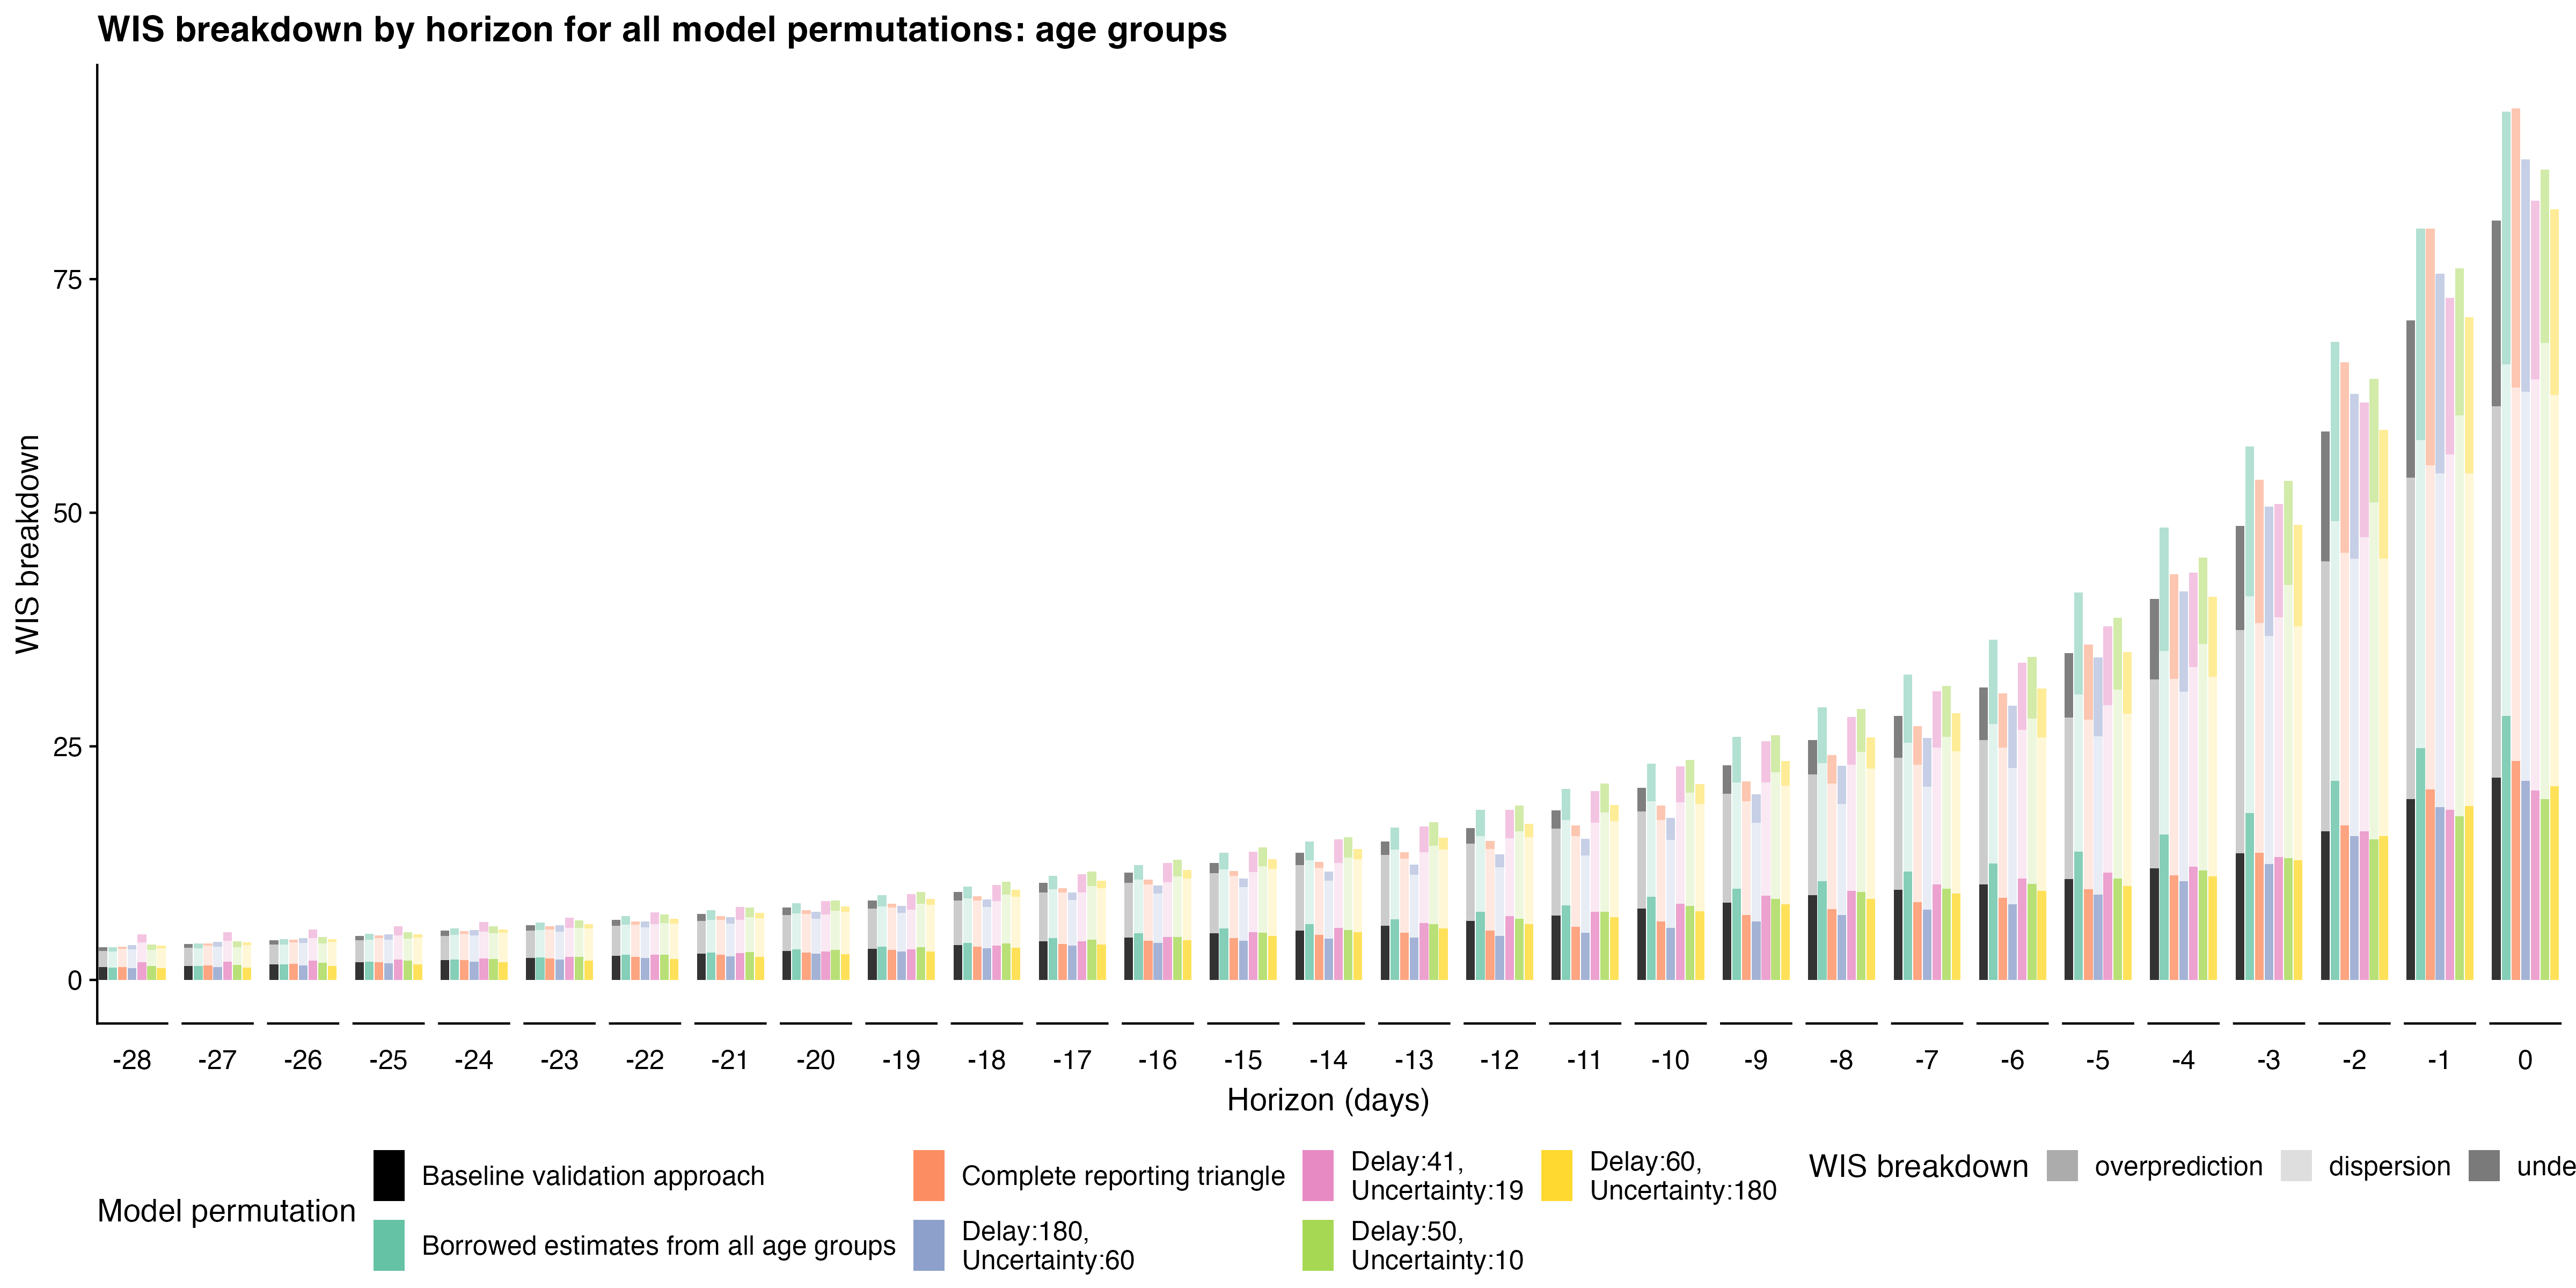 WIS breakdown by horizon for all model permutations: age groups
WIS breakdown
75
50
25
0
-28 -27 -26 -25 -24 -23 -22 -21 -20 -19 -18 -17 -16 -15 -14 -13 -12 -11 -10 -9 -8 -7 -6 -5 -4 -3 -2 -1 0
Horizon (days)
Model permutation
Baseline validation approach
Borrowed estimates from all age groups
Complete reporting triangle
Delay:180,
Uncertainty:60
Delay:41,
Uncertainty:19
Delay:50,
Uncertainty:10
Delay:60,
Uncertainty:180
WIS breakdown
overprediction
dispersion
unde